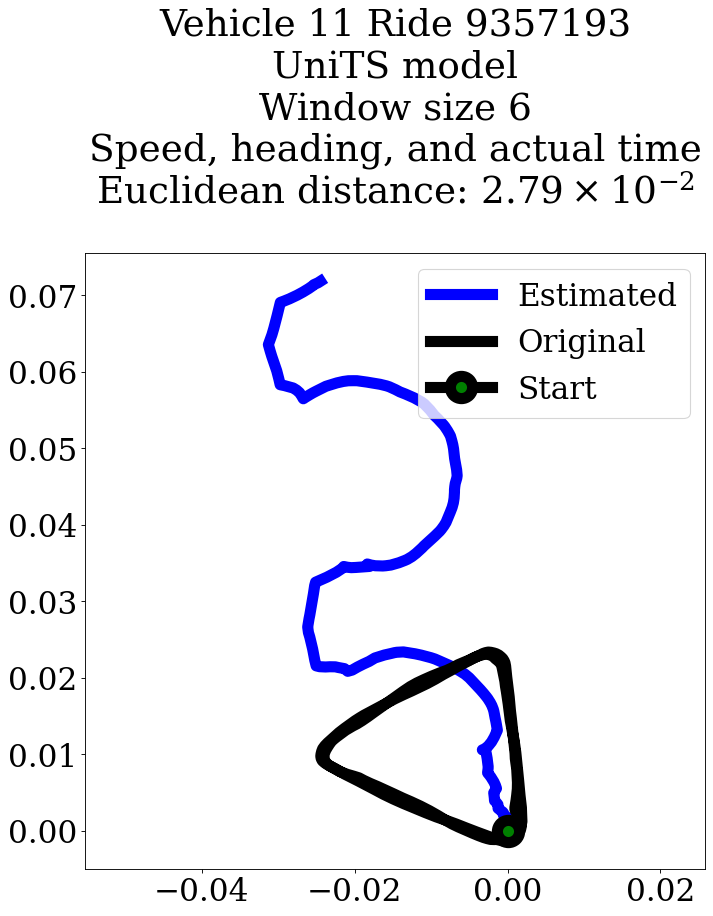 Vehicle 11 Ride 9357193
UniTS model
Window size 6
Speed, heading, and actual time
Euclidean distance: 2.79 × 10⁻²
Estimated
Original
Start
0.07
0.06
0.05
0.04
0.03
0.02
0.01
0.00
−0.04
−0.02
0.00
0.02